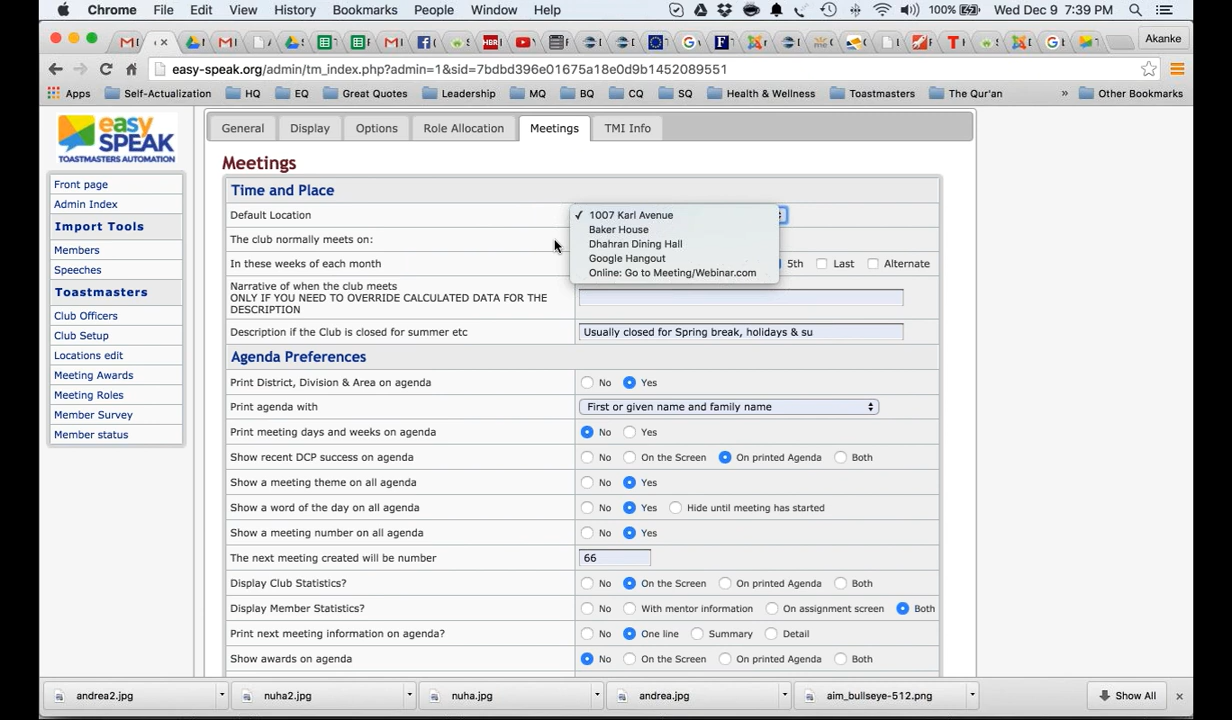 Chrome File Edit View History Bookmarks People Window Help 100% Wed Dec 9 7:39 PM
Akanke
easy-speak.org/admin/tm_index.php?admin=1&sid=7bdbd396e01675a18e0d9b1452089551
Apps Self-Actualization HQ EQ Great Quotes Leadership MQ BQ CQ SQ Health & Wellness Toastmasters The Qur'an » Other Bookmarks
easy
SPEAK
TOASTMASTERS AUTOMATION
Front page
Admin Index
Import Tools
Members
Speeches
Toastmasters
Club Officers
Club Setup
Locations edit
Meeting Awards
Meeting Roles
Member Survey
Member status
General Display Options Role Allocation Meetings TMI Info
Meetings
Time and Place
Default Location
✓ 1007 Karl Avenue
Baker House
Dhahran Dining Hall
Google Hangout
Online: Go to Meeting/Webinar.com
The club normally meets on:
In these weeks of each month 5th Last Alternate
Narrative of when the club meets
ONLY IF YOU NEED TO OVERRIDE CALCULATED DATA FOR THE
DESCRIPTION
Description if the Club is closed for summer etc Usually closed for Spring break, holidays & su
Agenda Preferences
Print District, Division & Area on agenda No Yes
Print agenda with First or given name and family name
Print meeting days and weeks on agenda No Yes
Show recent DCP success on agenda No On the Screen On printed Agenda Both
Show a meeting theme on all agenda No Yes
Show a word of the day on all agenda No Yes Hide until meeting has started
Show a meeting number on all agenda No Yes
The next meeting created will be number 66
Display Club Statistics? No On the Screen On printed Agenda Both
Display Member Statistics? No With mentor information On assignment screen Both
Print next meeting information on agenda? No One line Summary Detail
Show awards on agenda No On the Screen On printed Agenda Both
andrea2.jpg nuha2.jpg nuha.jpg andrea.jpg aim_bullseye-512.png Show All